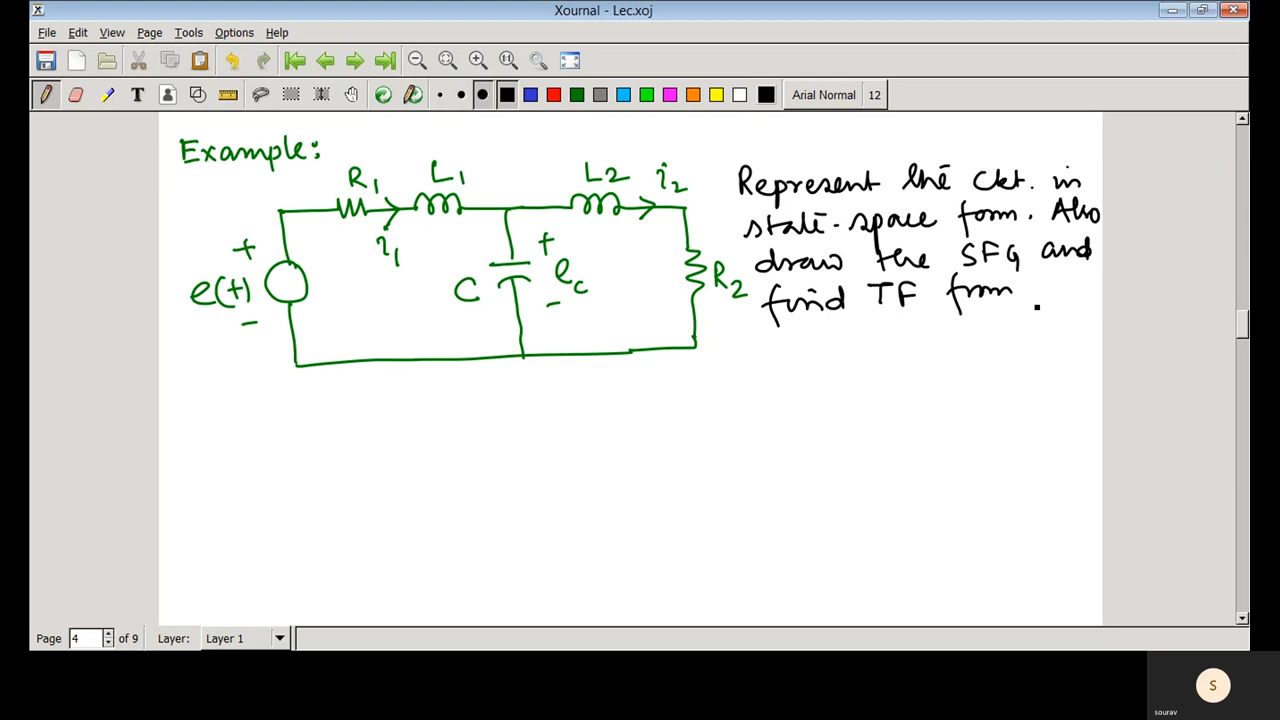 Xournal - Lec.xoj
File Edit View Page Tools Options Help
Arial Normal 12
Example:
R1 L1 L2 i2
i1
+ e(t) -
C + ec -
R2
Represent the Ckt. in
state-space form. Also
draw the SFG and
find TF from .
Page 4 of 9 Layer: Layer 1
S
sourav